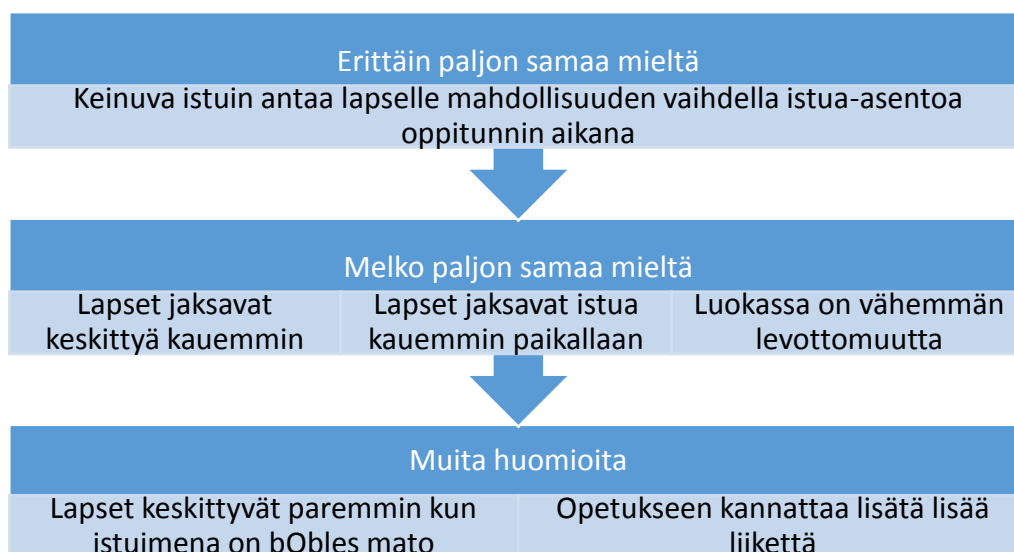 Erittäin paljon samaa mieltä
Keinuva istuin antaa lapselle mahdollisuuden vaihdella istua-asentoa
oppitunnin aikana
Melko paljon samaa mieltä
Lapset jaksavat
keskittyä kauemmin
Lapset jaksavat istua
kauemmin paikallaan
Luokassa on vähemmän
levottomuutta
Muita huomioita
Lapset keskittyvät paremmin kun
istuimena on bObles mato
Opetukseen kannattaa lisätä lisää
liikettä